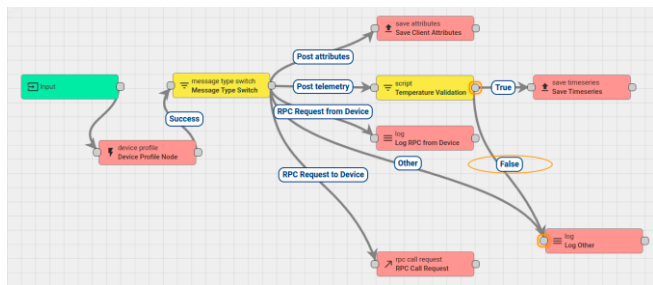 save attributes
Save Client Attributes
Post attributes
input
message type switch
Message Type Switch
Post telemetry
script
Temperature Validation
True
save timeseries
Save Timeseries
Success
RPC Request from Device
device profile
Device Profile Node
log
Log RPC from Device
Other
False
RPC Request to Device
log
Log Other
rpc call request
RPC Call Request